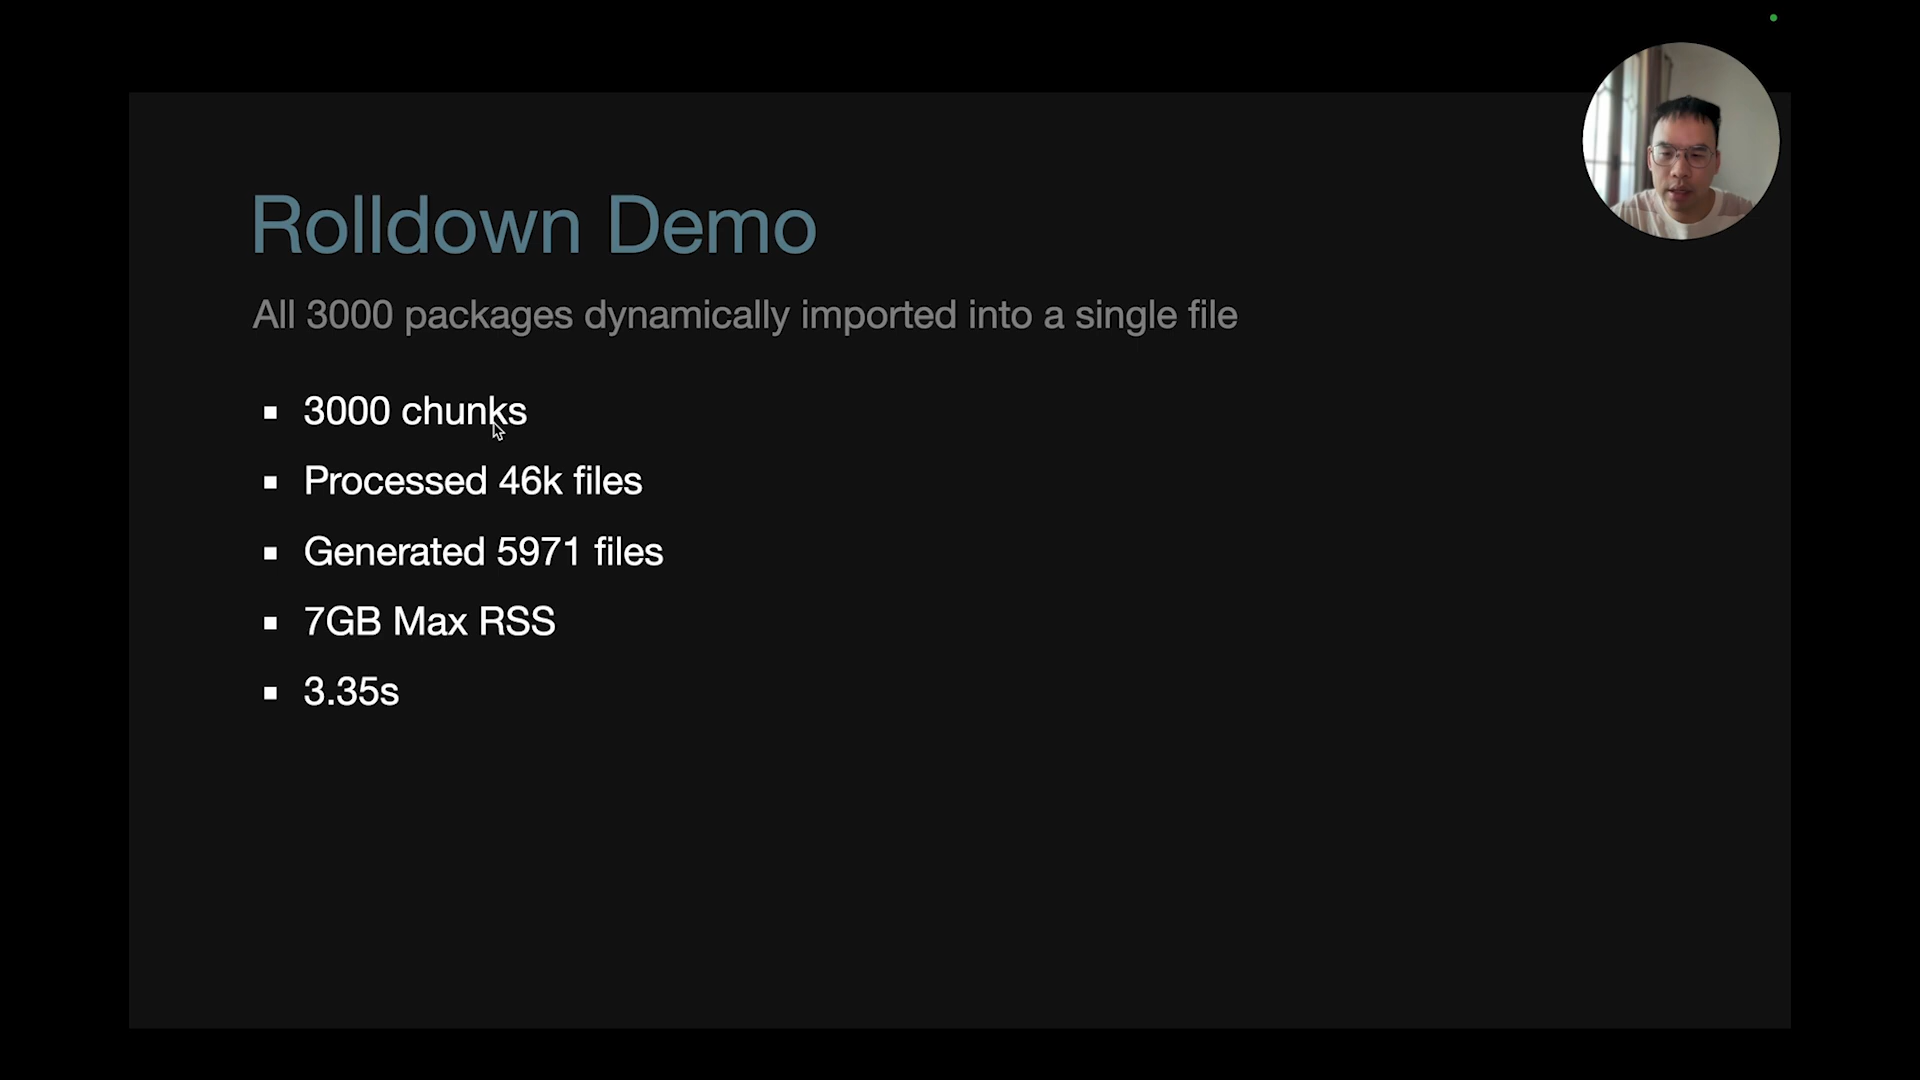 Rolldown Demo
All 3000 packages dynamically imported into a single file
3000 chunks
Processed 46k files
Generated 5971 files
7GB Max RSS
3.35s